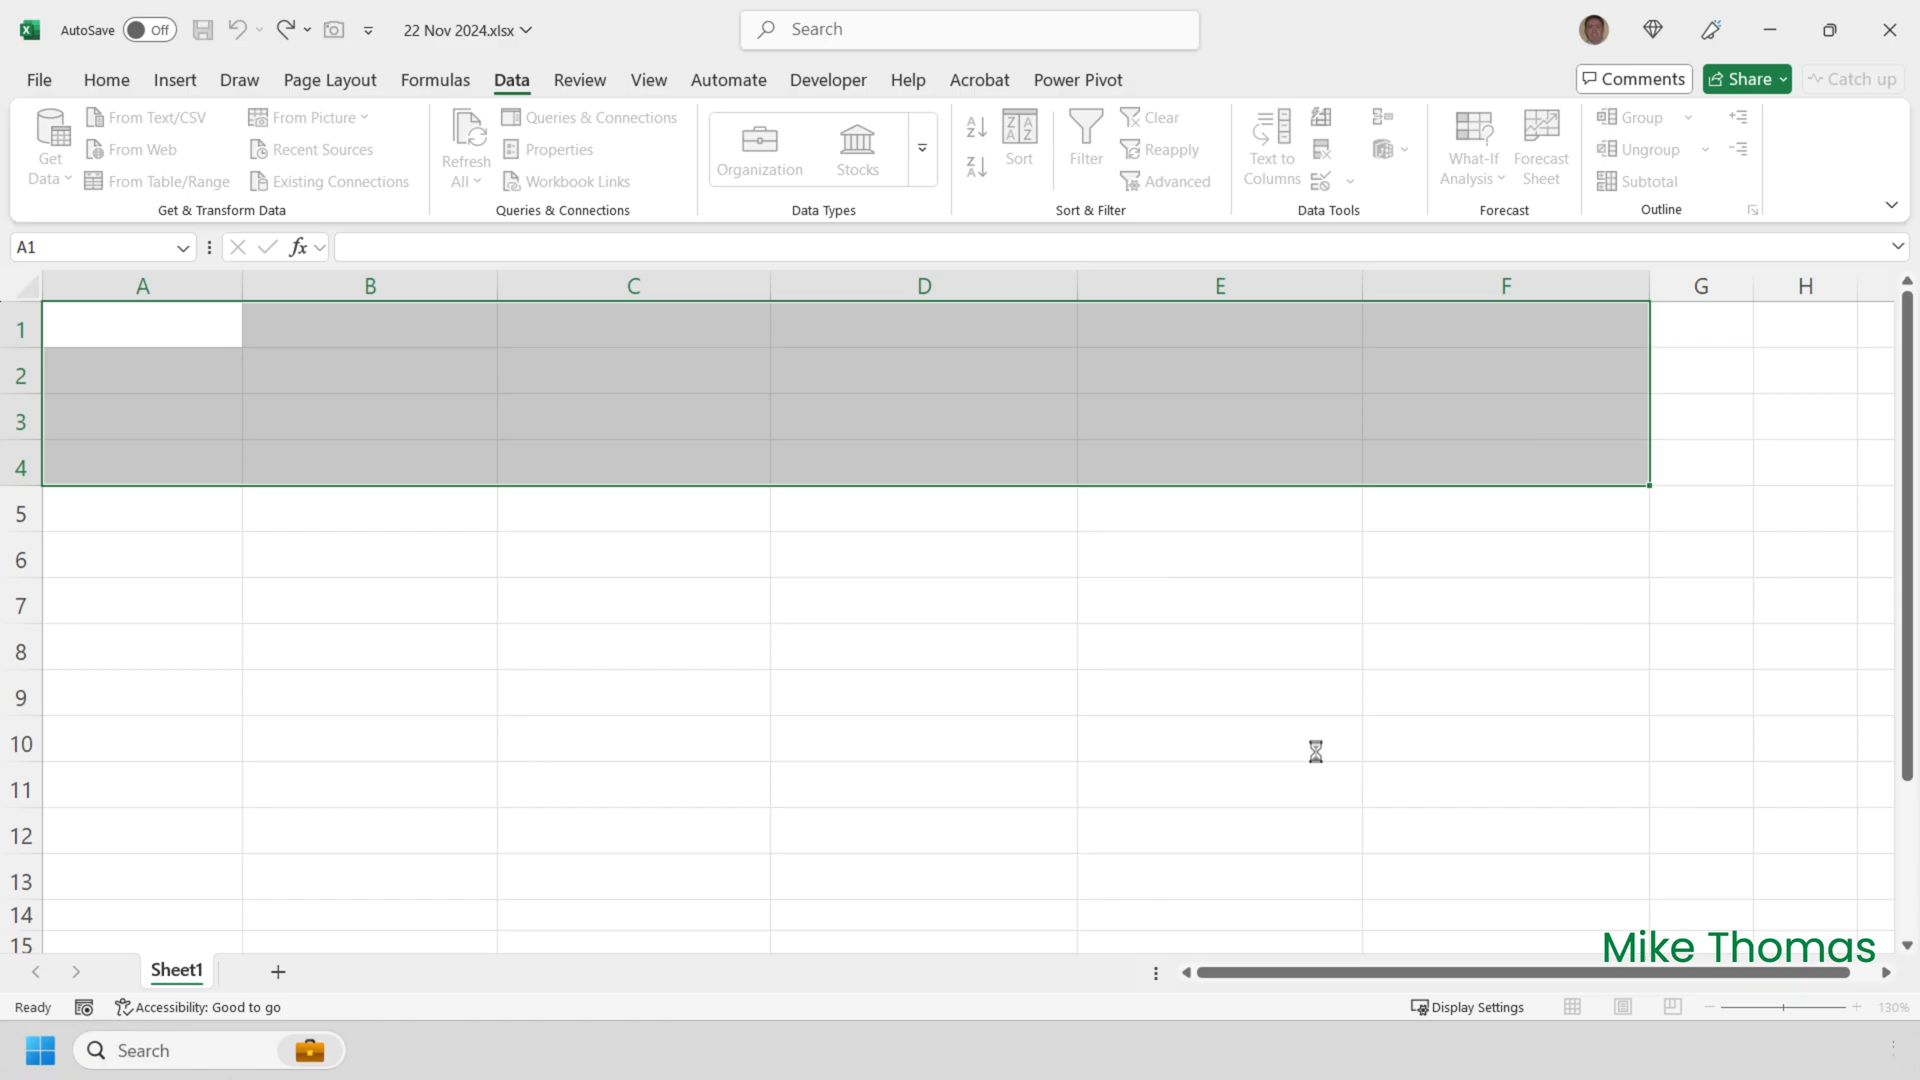 AutoSave Off 22 Nov 2024.xlsx Search
File Home Insert Draw Page Layout Formulas Data Review View Automate Developer Help Acrobat Power Pivot Comments Share Catch up
Get Data
From Text/CSV
From Web
From Table/Range
From Picture
Recent Sources
Existing Connections
Get & Transform Data
Refresh All
Queries & Connections
Properties
Workbook Links
Queries & Connections
Organization
Stocks
Data Types
Sort
Filter
Clear
Reapply
Advanced
Sort & Filter
Text to Columns
Data Tools
What-If Analysis
Forecast Sheet
Forecast
Group
Ungroup
Subtotal
Outline
A1 fx
A B C D E F G H
1
2
3
4
5
6
7
8
9
10
11
12
13
14
15
Mike Thomas
Sheet1
Ready Accessibility: Good to go Display Settings 130%
Search